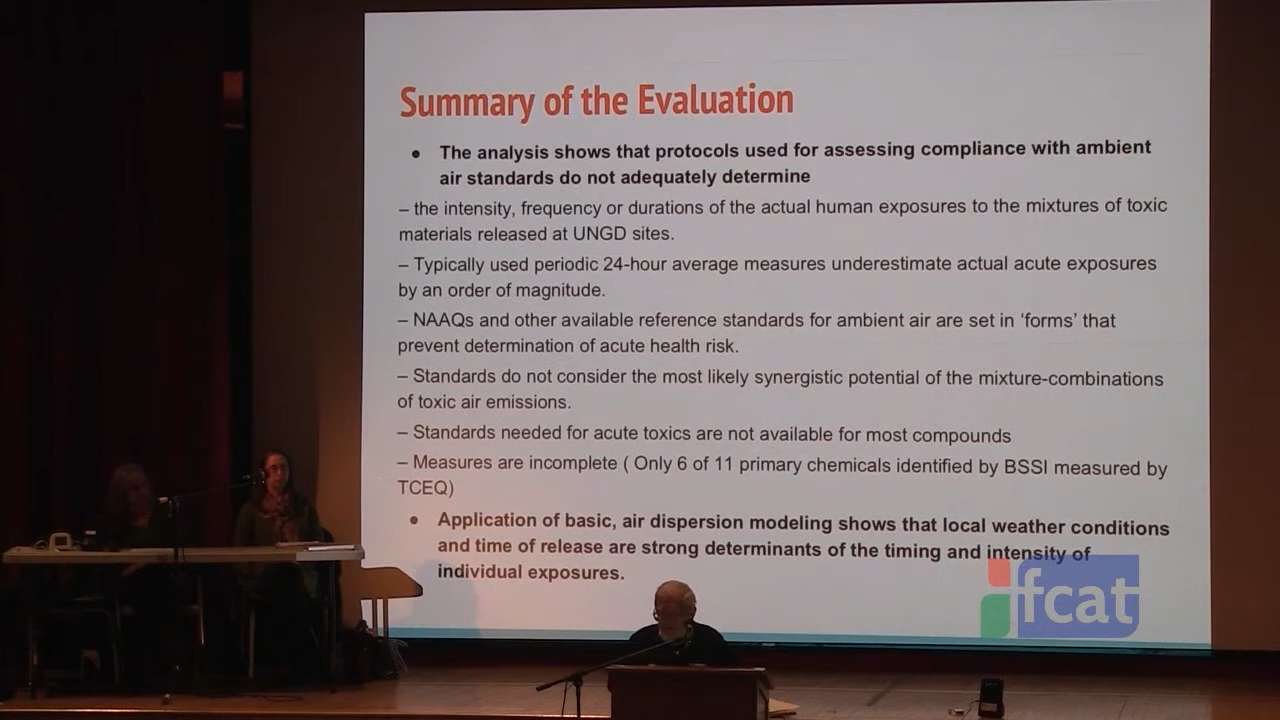 Summary of the Evaluation
● The analysis shows that protocols used for assessing compliance with ambient
air standards do not adequately determine
– the intensity, frequency or durations of the actual human exposures to the mixtures of toxic
materials released at UNGD sites.
– Typically used periodic 24-hour average measures underestimate actual acute exposures
by an order of magnitude.
– NAAQs and other available reference standards for ambient air are set in ‘forms’ that
prevent determination of acute health risk.
– Standards do not consider the most likely synergistic potential of the mixture-combinations
of toxic air emissions.
– Standards needed for acute toxics are not available for most compounds
– Measures are incomplete ( Only 6 of 11 primary chemicals identified by BSSI measured by
TCEQ)
● Application of basic, air dispersion modeling shows that local weather conditions
and time of release are strong determinants of the timing and intensity of
individual exposures.
fcat